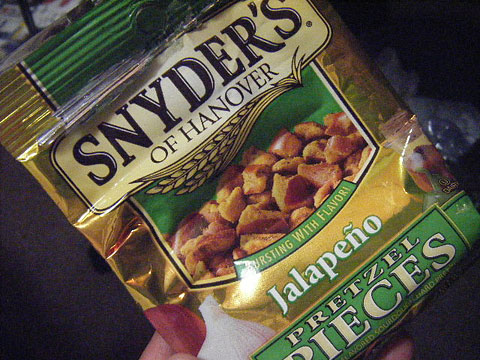 SNYDER'S
OF HANOVER
BURSTING WITH FLAVOR!
Jalapeño
PRETZEL
PIECES